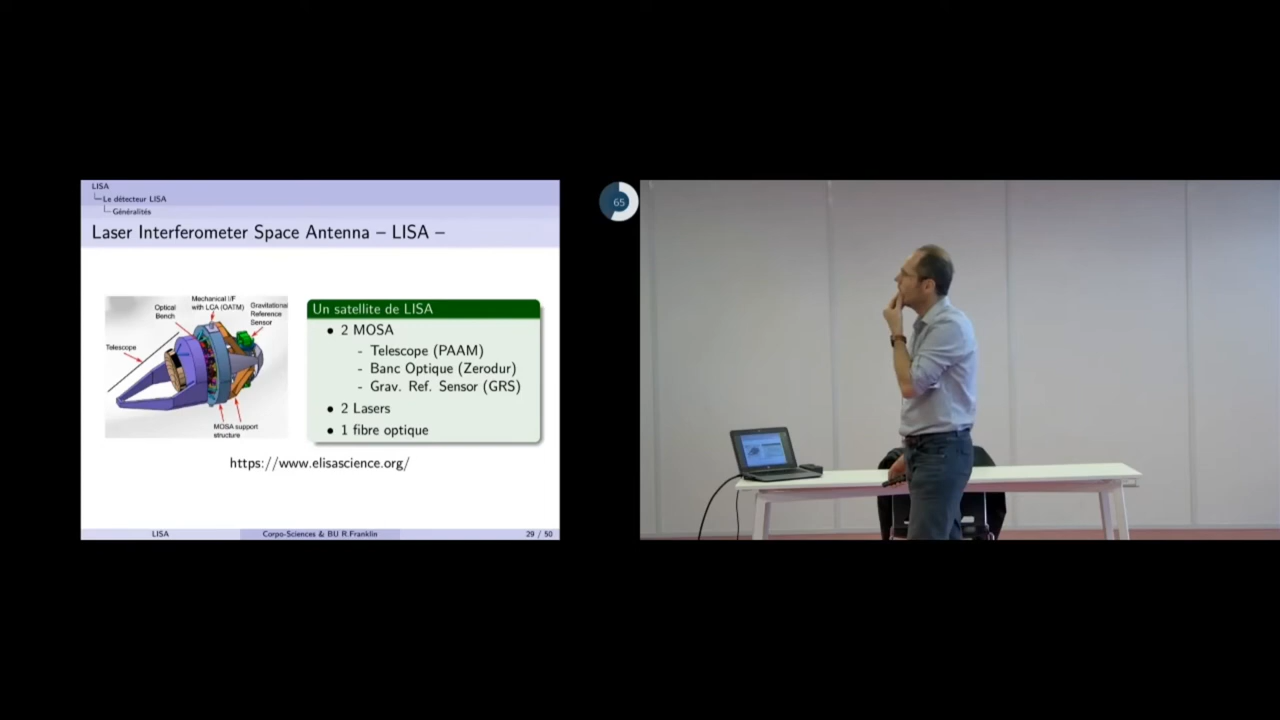 LISA
Le détecteur LISA
Généralités
Laser Interferometer Space Antenna – LISA –
Mechanical I/F
with LCA (OATM)
Optical
Bench
Gravitational
Reference
Sensor
Telescope
MOSA support
structure
Un satellite de LISA
• 2 MOSA
- Telescope (PAAM)
- Banc Optique (Zerodur)
- Grav. Ref. Sensor (GRS)
• 2 Lasers
• 1 fibre optique
https://www.elisascience.org/
LISA
Corpo-Sciences & BU R.Franklin
29 / 50
65